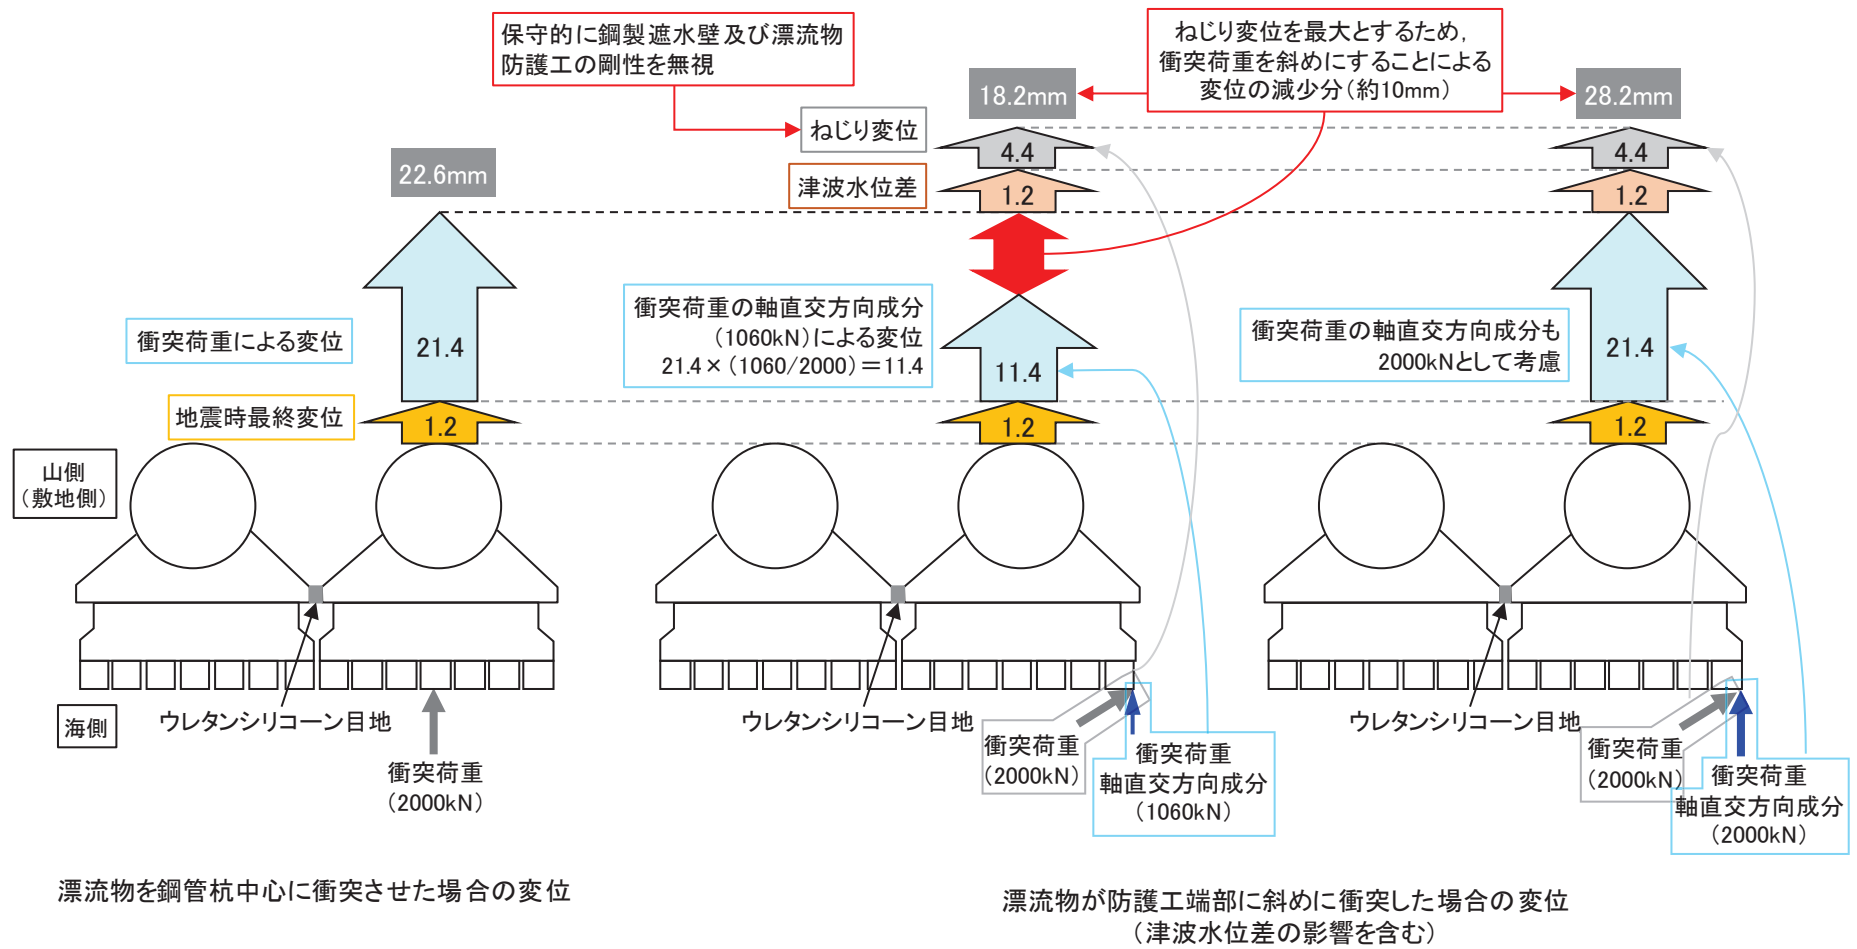 保守的に鋼製遮水壁及び漂流物
防護工の剛性を無視
ねじり変位を最大とするため,
衝突荷重を斜めにすることによる
変位の減少分(約10mm)
18.2mm
28.2mm
ねじり変位
4.4
4.4
22.6mm
津波水位差
1.2
1.2
衝突荷重による変位
21.4
衝突荷重の軸直交方向成分
(1060kN)による変位
21.4×(1060/2000)=11.4
11.4
衝突荷重の軸直交方向成分も
2000kNとして考慮
21.4
地震時最終変位
1.2
1.2
1.2
山側
(敷地側)
海側
ウレタンシリコーン目地
ウレタンシリコーン目地
ウレタンシリコーン目地
衝突荷重
(2000kN)
衝突荷重
(2000kN)
衝突荷重
軸直交方向成分
(1060kN)
衝突荷重
(2000kN)
衝突荷重
軸直交方向成分
(2000kN)
漂流物を鋼管杭中心に衝突させた場合の変位
漂流物が防護工端部に斜めに衝突した場合の変位
(津波水位差の影響を含む)